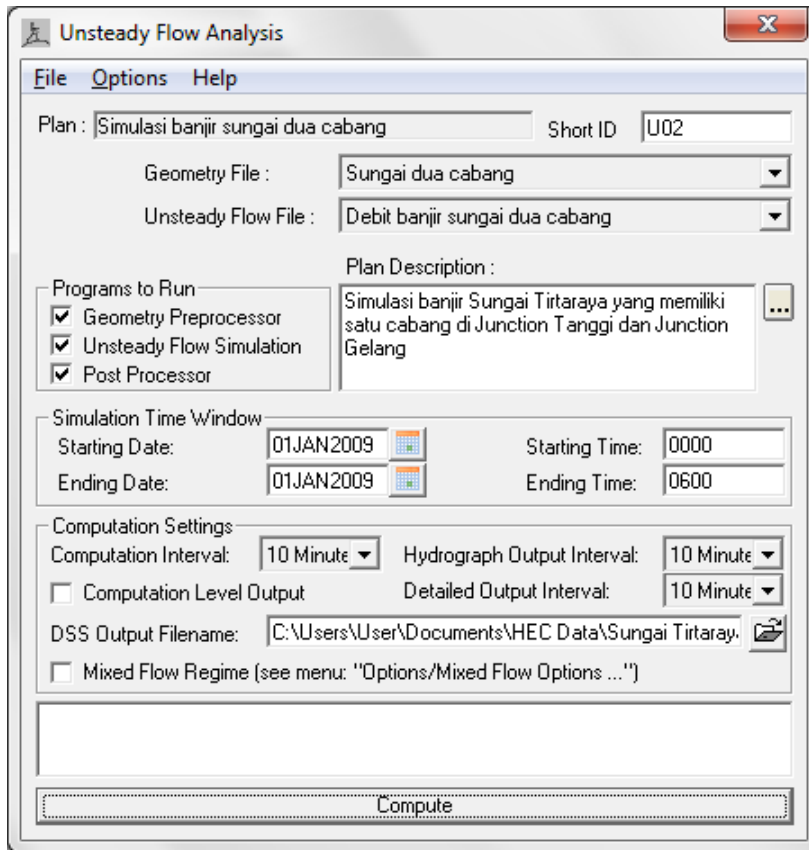 Unsteady Flow Analysis
File Options Help
Plan : Simulasi banjir sungai dua cabang Short ID U02
Geometry File : Sungai dua cabang
Unsteady Flow File : Debit banjir sungai dua cabang
Plan Description :
Programs to Run
Geometry Preprocessor
Unsteady Flow Simulation
Post Processor
Simulasi banjir Sungai Tirtaraya yang memiliki
satu cabang di Junction Tanggi dan Junction
Gelang
...
Simulation Time Window
Starting Date: 01JAN2009 Starting Time: 0000
Ending Date: 01JAN2009 Ending Time: 0600
Computation Settings
Computation Interval: 10 Minute Hydrograph Output Interval: 10 Minute
Computation Level Output Detailed Output Interval: 10 Minute
DSS Output Filename: C:\Users\User\Documents\HEC Data\Sungai Tirtaray
Mixed Flow Regime (see menu: "Options/Mixed Flow Options ...")
Compute